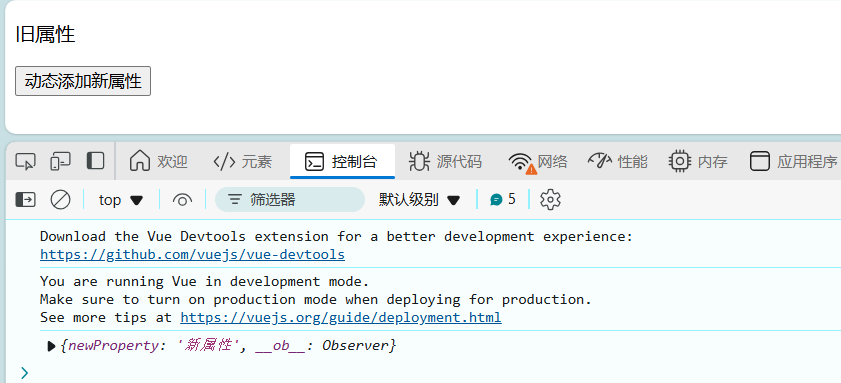 旧属性
动态添加新属性
欢迎 元素 控制台 源代码 网络 性能 内存 应用程序
top 筛选器 默认级别 5
Download the Vue Devtools extension for a better development experience:
https://github.com/vuejs/vue-devtools
You are running Vue in development mode.
Make sure to turn on production mode when deploying for production.
See more tips at https://vuejs.org/guide/deployment.html
{newProperty: '新属性', __ob__: Observer}